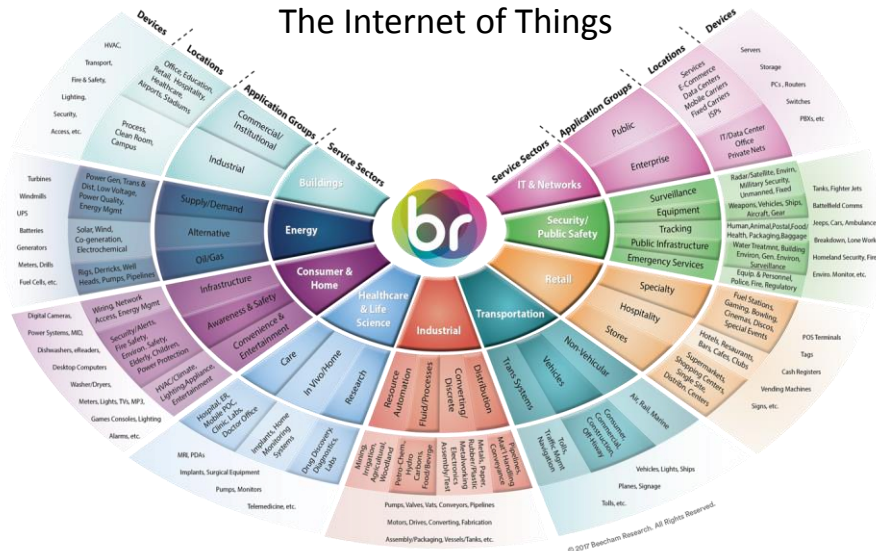 The Internet of Things
Devices
Locations
Application Groups
Service Sectors
Service Sectors
Application Groups
Locations
Devices
br
Buildings
Commercial/
Institutional
Industrial
Office, Education,
Retail, Hospitality,
Healthcare,
Airports, Stadiums
Process,
Clean Room,
Campus
HVAC,
Transport,
Fire & Safety,
Lighting,
Security,
Access, etc.
Energy
Supply/Demand
Alternative
Oil/Gas
Power Gen, Trans &
Dist, Low Voltage,
Power Quality,
Energy Mgmt
Solar, Wind,
Co-generation,
Electrochemical
Rigs, Derricks, Well
Heads, Pumps, Pipelines
Turbines
Windmills
UPS
Batteries
Generators
Meters, Drills
Fuel Cells, etc.
Consumer &
Home
Infrastructure
Awareness & Safety
Convenience &
Entertainment
Wiring, Network
Access, Energy Mgmt
Security/Alerts,
Fire Safety,
Environ. Safety,
Elderly, Children,
Power Protection
HVAC/Climate,
Lighting,Appliance,
Entertainment
Digital Cameras,
Power Systems, MID,
Dishwashers, eReaders,
Desktop Computers
Washer/Dryers,
Meters, Lights, TVs, MP3,
Games Consoles, Lighting
Alarms, etc.
Healthcare
& Life
Science
Care
In Vivo/Home
Research
Hospital, ER,
Mobile POC,
Clinic, Labs,
Doctor Office
Implants, Home
Monitoring
Systems
Drug Discovery,
Diagnostics,
Labs
MRI, PDAs
Implants, Surgical Equipment
Pumps, Monitors
Telemedicine, etc.
Industrial
Resource
Automation
Fluid/Processes
Converting/
Discrete
Distribution
Mining,
Irrigation,
Agricultural,
Woodland
Petro-Chem,
Hydro
Carbons,
Food/Beverge
Metals, Paper,
Rubber/Plastic
Metalworking
Electronics
Assembly/Test
Pipelines,
Mat'l Handling
Conveyance
Pumps, Valves, Vats, Conveyors, Pipelines
Motors, Drives, Converting, Fabrication
Assembly/Packaging, Vessels/Tanks, etc.
Transportation
Trans Systems
Vehicles
Non-Vehicular
Tolls,
Traffic Mgmt
Navigation
Consumer,
Commercial,
Construction,
Off Hiway
Air, Rail, Marine
Vehicles, Lights, Ships
Planes, Signage
Tolls, etc.
Retail
Specialty
Hospitality
Stores
Fuel Stations,
Gaming, Bowling,
Cinemas, Discos,
Special Events
Hotels, Resaurants,
Bars, Cafes, Clubs
Supermarkets,
Shopping Centers,
Single Site,
Distribn. Centers
POS Terminals
Tags
Cash Registers
Vending Machines
Signs, etc.
Security/
Public Safety
Surveillance
Equipment
Tracking
Public Infrastructure
Emergency Services
Radar/Satellite, Envirn,
Military Security,
Unmanned, Fixed
Weapons, Vehicles, Ships,
Aircraft, Gear
Human,Animal,Postal,Food/
Health, Packaging,Baggage
Water Treatmnt, Building
Environ, Gen. Environ,
Surveillance
Equip. & Personnel,
Police, Fire, Regulatory
Tanks, Fighter Jets
Battlefield Comms
Jeeps, Cars, Ambulance
Breakdown, Lone Work
Homeland Security, Fire
Enviro. Monitor, etc.
IT & Networks
Public
Enterprise
Services
E-Commerce
Data Centers
Mobile Carriers
Fixed Carriers
ISPs
IT/Data Center
Office
Private Nets
Servers
Storage
PCs , Routers
Switches
PBXs, etc
© 2017 Beecham Research. All Rights Reserved.